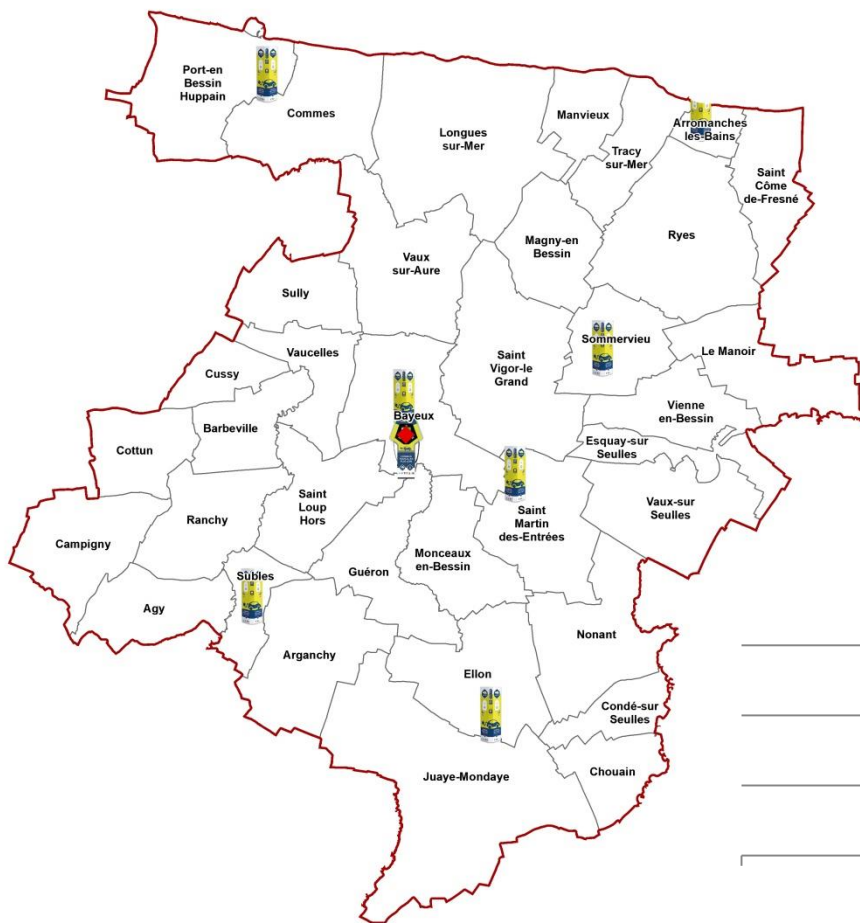 Port-en
Bessin
Huppain
Commes
Longues
sur-Mer
Manvieux
Tracy
sur-Mer
Arromanches
les-Bains
Saint
Côme
de-Fresné
Ryes
Magny-en
Bessin
Vaux
sur-Aure
Sully
Vaucelles
Cussy
Saint
Vigor-le
Grand
Sommervieu
Le Manoir
Vienne
en-Bessin
Esquay-sur
Seulles
Bayeux
Barbeville
Cottun
Saint
Loup
Hors
Ranchy
Campigny
Saint
Martin
des-Entrées
Vaux-sur
Seulles
Monceaux
en-Bessin
Guéron
Subles
Agy
Arganchy
Ellon
Nonant
Condé-sur
Seulles
Chouain
Juaye-Mondaye